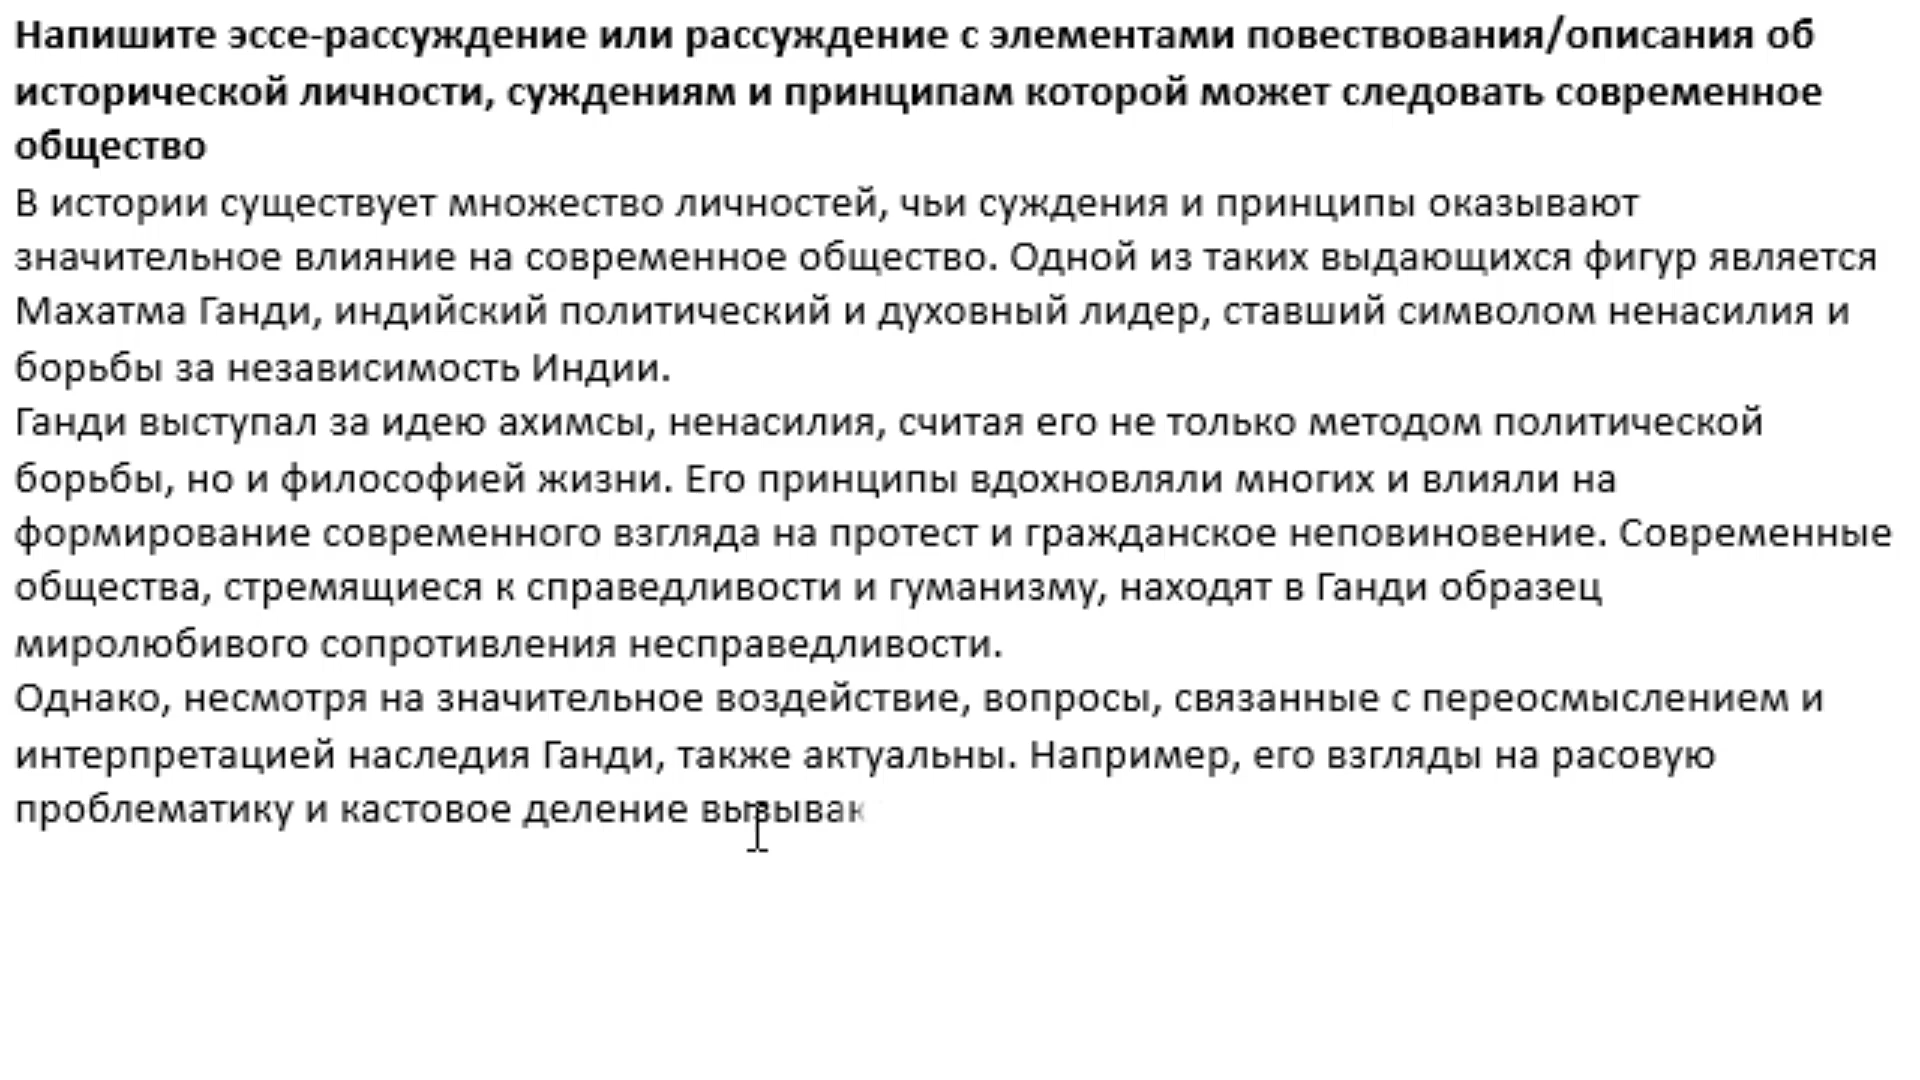 Напишите эссе-рассуждение или рассуждение с элементами повествования/описания об
исторической личности, суждениям и принципам которой может следовать современное
общество
В истории существует множество личностей, чьи суждения и принципы оказывают
значительное влияние на современное общество. Одной из таких выдающихся фигур является
Махатма Ганди, индийский политический и духовный лидер, ставший символом ненасилия и
борьбы за независимость Индии.
Ганди выступал за идею ахимсы, ненасилия, считая его не только методом политической
борьбы, но и философией жизни. Его принципы вдохновляли многих и влияли на
формирование современного взгляда на протест и гражданское неповиновение. Современные
общества, стремящиеся к справедливости и гуманизму, находят в Ганди образец
миролюбивого сопротивления несправедливости.
Однако, несмотря на значительное воздействие, вопросы, связанные с переосмыслением и
интерпретацией наследия Ганди, также актуальны. Например, его взгляды на расовую
проблематику и кастовое деление